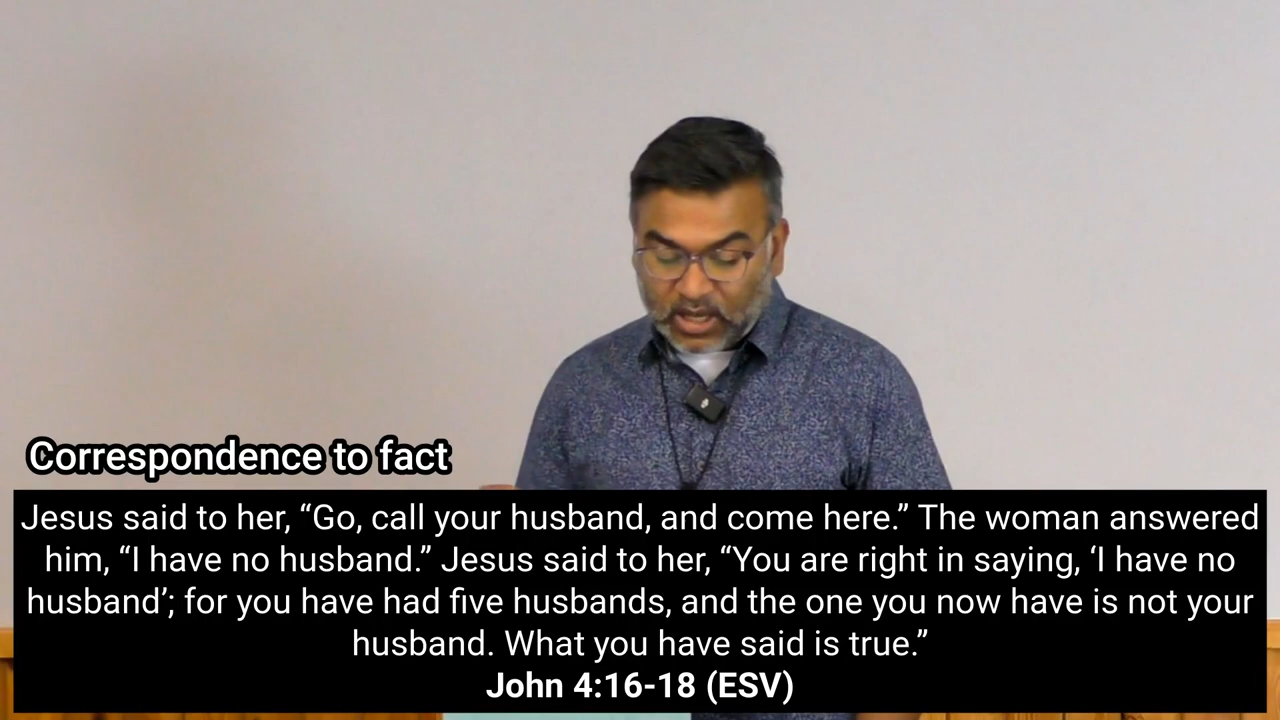 Correspondence to fact
Jesus said to her, “Go, call your husband, and come here.” The woman answered
him, “I have no husband.” Jesus said to her, “You are right in saying, ‘I have no
husband’; for you have had five husbands, and the one you now have is not your
husband. What you have said is true.”
John 4:16-18 (ESV)